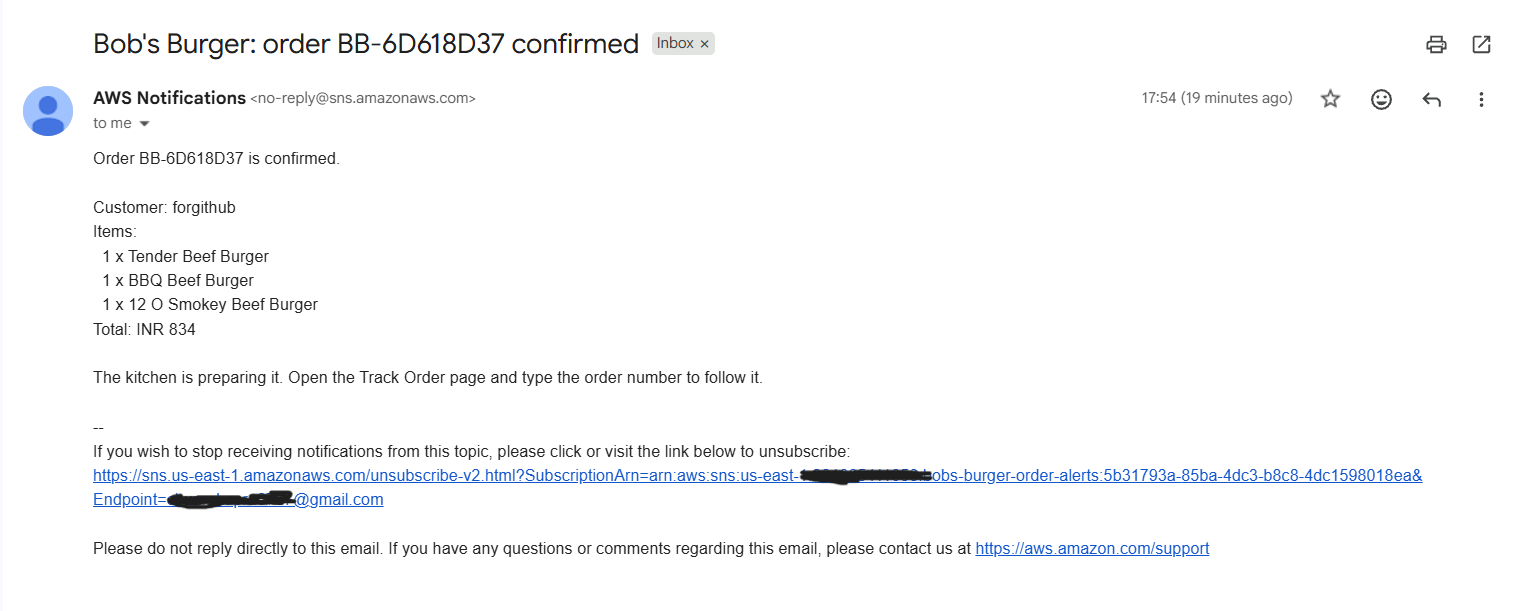 Bob's Burger: order BB-6D618D37 confirmed Inbox ×
AWS Notifications <no-reply@sns.amazonaws.com> 17:54 (19 minutes ago)
to me
Order BB-6D618D37 is confirmed.
Customer: forgithub
Items:
1 x Tender Beef Burger
1 x BBQ Beef Burger
1 x 12 O Smokey Beef Burger
Total: INR 834
The kitchen is preparing it. Open the Track Order page and type the order number to follow it.
--
If you wish to stop receiving notifications from this topic, please click or visit the link below to unsubscribe:
https://sns.us-east-1.amazonaws.com/unsubscribe-v2.html?SubscriptionArn=arn:aws:sns:us-east- obs-burger-order-alerts:5b31793a-85ba-4dc3-b8c8-4dc1598018ea&
Endpoint= @gmail.com
Please do not reply directly to this email. If you have any questions or comments regarding this email, please contact us at https://aws.amazon.com/support